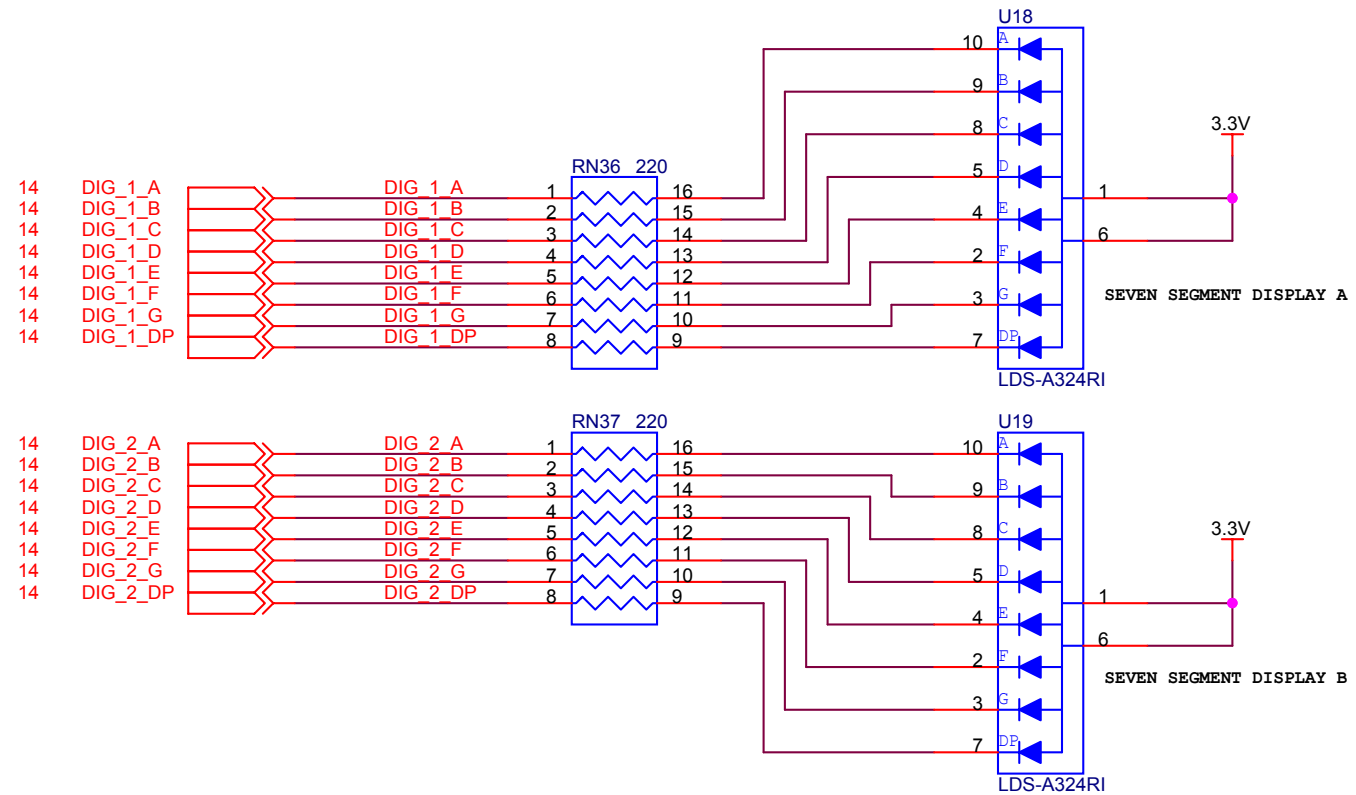 U18
10 A
9 B
3.3V
8 C
RN36 220
5 D
14 DIG_1_A DIG_1_A 1 16 1
14 DIG_1_B DIG_1_B 2 15 4 E
14 DIG_1_C DIG_1_C 3 14 6
14 DIG_1_D DIG_1_D 4 13 2 F
14 DIG_1_E DIG_1_E 5 12
14 DIG_1_F DIG_1_F 6 11 3 G SEVEN SEGMENT DISPLAY A
14 DIG_1_G DIG_1_G 7 10
14 DIG_1_DP DIG_1_DP 8 9 7 DP
LDS-A324RI
RN37 220 U19
14 DIG_2_A DIG_2_A 1 16 10 A
14 DIG_2_B DIG_2_B 2 15
14 DIG_2_C DIG_2_C 3 14 9 B
14 DIG_2_D DIG_2_D 4 13
14 DIG_2_E DIG_2_E 5 12 8 C 3.3V
14 DIG_2_F DIG_2_F 6 11
14 DIG_2_G DIG_2_G 7 10 5 D
14 DIG_2_DP DIG_2_DP 8 9 1
4 E
6
2 F
SEVEN SEGMENT DISPLAY B
3 G
7 DP
LDS-A324RI